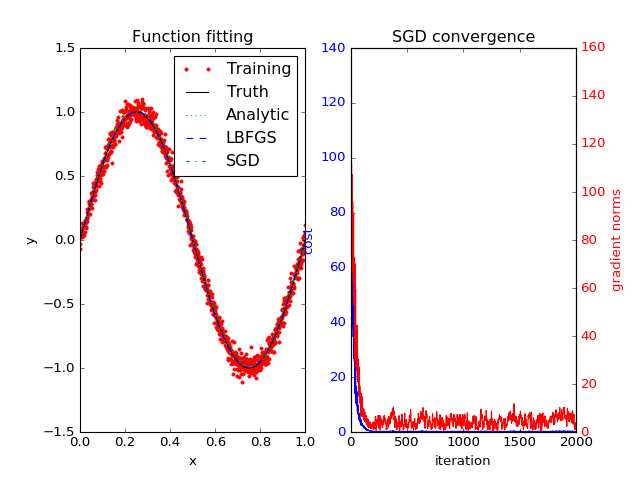 Function fitting
1.5
1.0
0.5
0.0
−0.5
−1.0
−1.5
y
0.0 0.2 0.4 0.6 0.8 1.0
x
Training
Truth
Analytic
LBFGS
SGD
SGD convergence
140
120
100
80
60
40
20
0
cost
0 500 1000 1500 2000
iteration
160
140
120
100
80
60
40
20
0
gradient norms